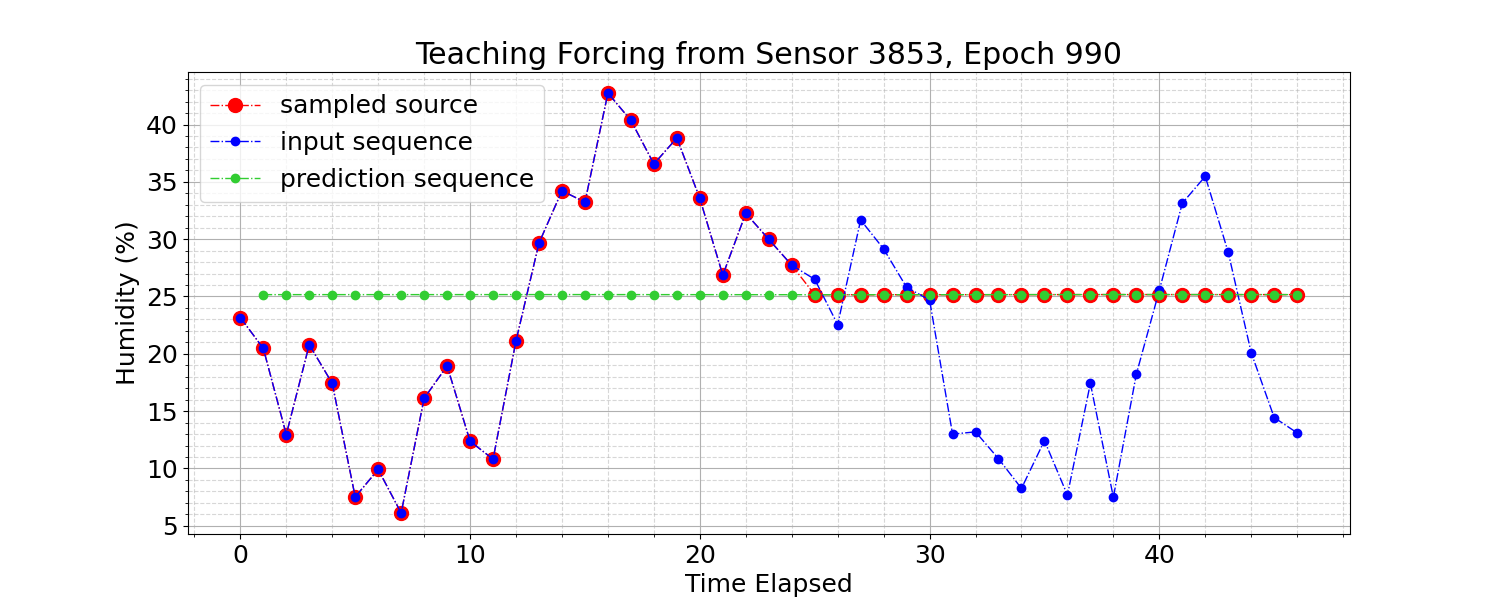 Teaching Forcing from Sensor 3853, Epoch 990
sampled source
input sequence
prediction sequence
Humidity (%)
40
35
30
25
20
15
10
5
0 10 20 30 40
Time Elapsed